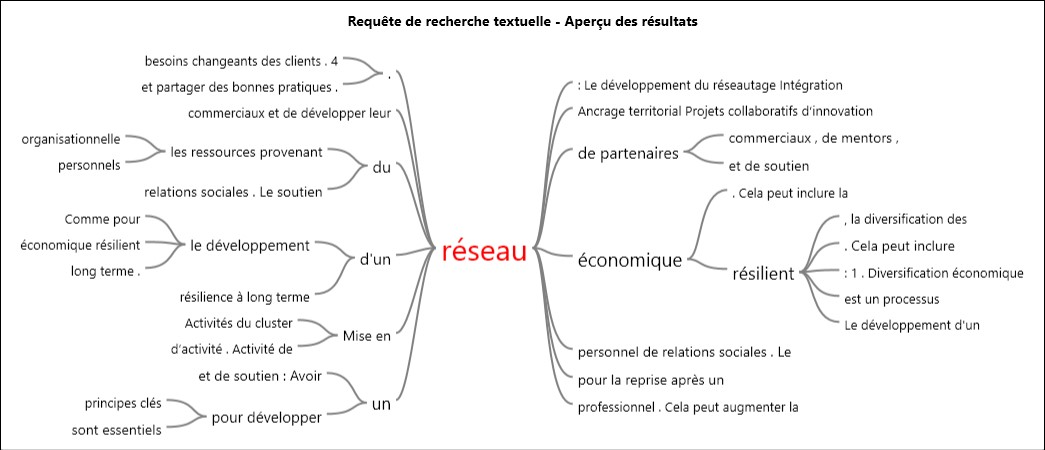 Requête de recherche textuelle - Aperçu des résultats
besoins changeants des clients . 4
et partager des bonnes pratiques .
.
commerciaux et de développer leur
organisationnelle
personnels
les ressources provenant
relations sociales . Le soutien
du
Comme pour
économique résilient
long terme .
le développement
résilience à long terme
d'un
Activités du cluster
d’activité . Activité de
Mise en
et de soutien : Avoir
principes clés
sont essentiels
pour développer
un
réseau
: Le développement du réseautage Intégration
Ancrage territorial Projets collaboratifs d’innovation
de partenaires
commerciaux , de mentors ,
et de soutien
économique
. Cela peut inclure la
résilient
, la diversification des
. Cela peut inclure
: 1 . Diversification économique
est un processus
Le développement d'un
personnel de relations sociales . Le
pour la reprise après un
professionnel . Cela peut augmenter la